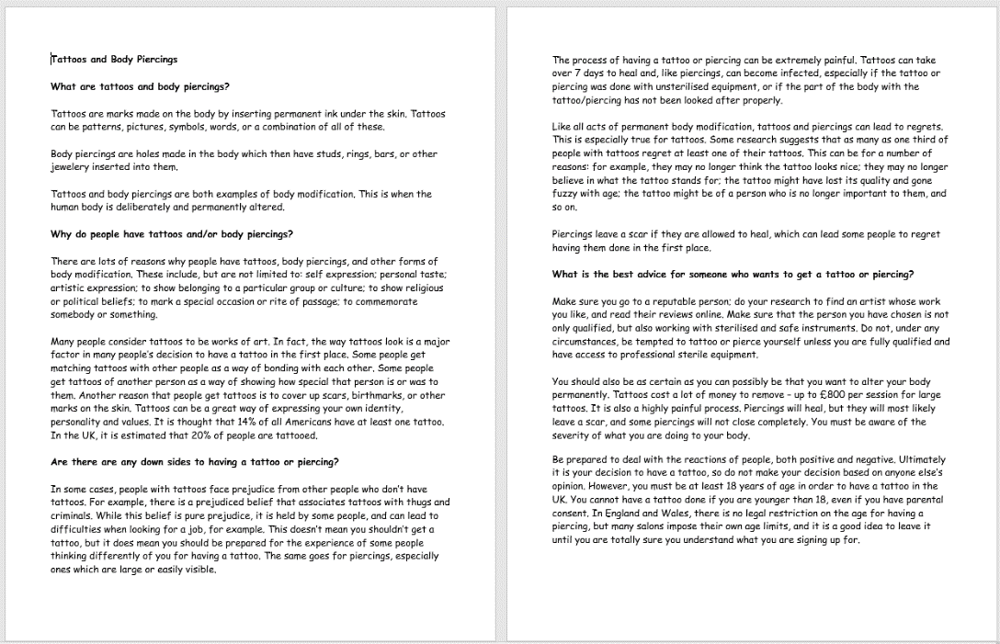 Tattoos and Body Piercings
What are tattoos and body piercings?
Tattoos are marks made on the body by inserting permanent ink under the skin. Tattoos
can be patterns, pictures, symbols, words, or a combination of all of these.
Body piercings are holes made in the body which then have studs, rings, bars, or other
jewelery inserted into them.
Tattoos and body piercings are both examples of body modification. This is when the
human body is deliberately and permanently altered.
Why do people have tattoos and/or body piercings?
There are lots of reasons why people have tattoos, body piercings, and other forms of
body modification. These include, but are not limited to: self expression; personal taste;
artistic expression; to show belonging to a particular group or culture; to show religious
or political beliefs; to mark a special occasion or rite of passage; to commemorate
somebody or something.
Many people consider tattoos to be works of art. In fact, the way tattoos look is a major
factor in many people's decision to have a tattoo in the first place. Some people get
matching tattoos with other people as a way of bonding with each other. Some people
get tattoos of another person as a way of showing how special that person is or was to
them. Another reason that people get tattoos is to cover up scars, birthmarks, or other
marks on the skin. Tattoos can be a great way of expressing your own identity,
personality and values. It is thought that 14% of all Americans have at least one tattoo.
In the UK, it is estimated that 20% of people are tattooed.
Are there are any down sides to having a tattoo or piercing?
In some cases, people with tattoos face prejudice from other people who don't have
tattoos. For example, there is a prejudiced belief that associates tattoos with thugs and
criminals. While this belief is pure prejudice, it is held by some people, and can lead to
difficulties when looking for a job, for example. This doesn't mean you shouldn't get a
tattoo, but it does mean you should be prepared for the experience of some people
thinking differently of you for having a tattoo. The same goes for piercings, especially
ones which are large or easily visible.
The process of having a tattoo or piercing can be extremely painful. Tattoos can take
over 7 days to heal and, like piercings, can become infected, especially if the tattoo or
piercing was done with unsterilised equipment, or if the part of the body with the
tattoo/piercing has not been looked after properly.
Like all acts of permanent body modification, tattoos and piercings can lead to regrets.
This is especially true for tattoos. Some research suggests that as many as one third of
people with tattoos regret at least one of their tattoos. This can be for a number of
reasons: for example, they may no longer think the tattoo looks nice; they may no longer
believe in what the tattoo stands for; the tattoo might have lost its quality and gone
fuzzy with age; the tattoo might be of a person who is no longer important to them, and
so on.
Piercings leave a scar if they are allowed to heal, which can lead some people to regret
having them done in the first place.
What is the best advice for someone who wants to get a tattoo or piercing?
Make sure you go to a reputable person; do your research to find an artist whose work
you like, and read their reviews online. Make sure that the person you have chosen is not
only qualified, but also working with sterilised and safe instruments. Do not, under any
circumstances, be tempted to tattoo or pierce yourself unless you are fully qualified and
have access to professional sterile equipment.
You should also be as certain as you can possibly be that you want to alter your body
permanently. Tattoos cost a lot of money to remove – up to £800 per session for large
tattoos. It is also a highly painful process. Piercings will heal, but they will most likely
leave a scar, and some piercings will not close completely. You must be aware of the
severity of what you are doing to your body.
Be prepared to deal with the reactions of people, both positive and negative. Ultimately
it is your decision to have a tattoo, so do not make your decision based on anyone else's
opinion. However, you must be at least 18 years of age in order to have a tattoo in the
UK. You cannot have a tattoo done if you are younger than 18, even if you have parental
consent. In England and Wales, there is no legal restriction on the age for having a
piercing, but many salons impose their own age limits, and it is a good idea to leave it
until you are totally sure you understand what you are signing up for.